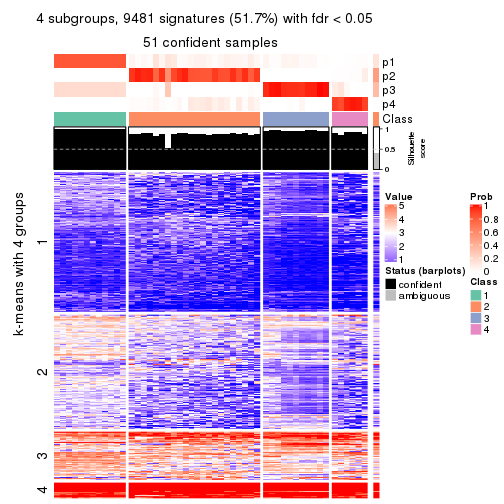 4 subgroups, 9481 signatures (51.7%) with fdr < 0.05
51 confident samples
p1
p2
p3
p4
Class
1
0.5
0
Silhouette
score
k-means with 4 groups
1
2
3
4
Value
5
4
3
2
1
Status (barplots)
confident
ambiguous
Prob
1
0.8
0.6
0.4
0.2
0
Class
1
2
3
4